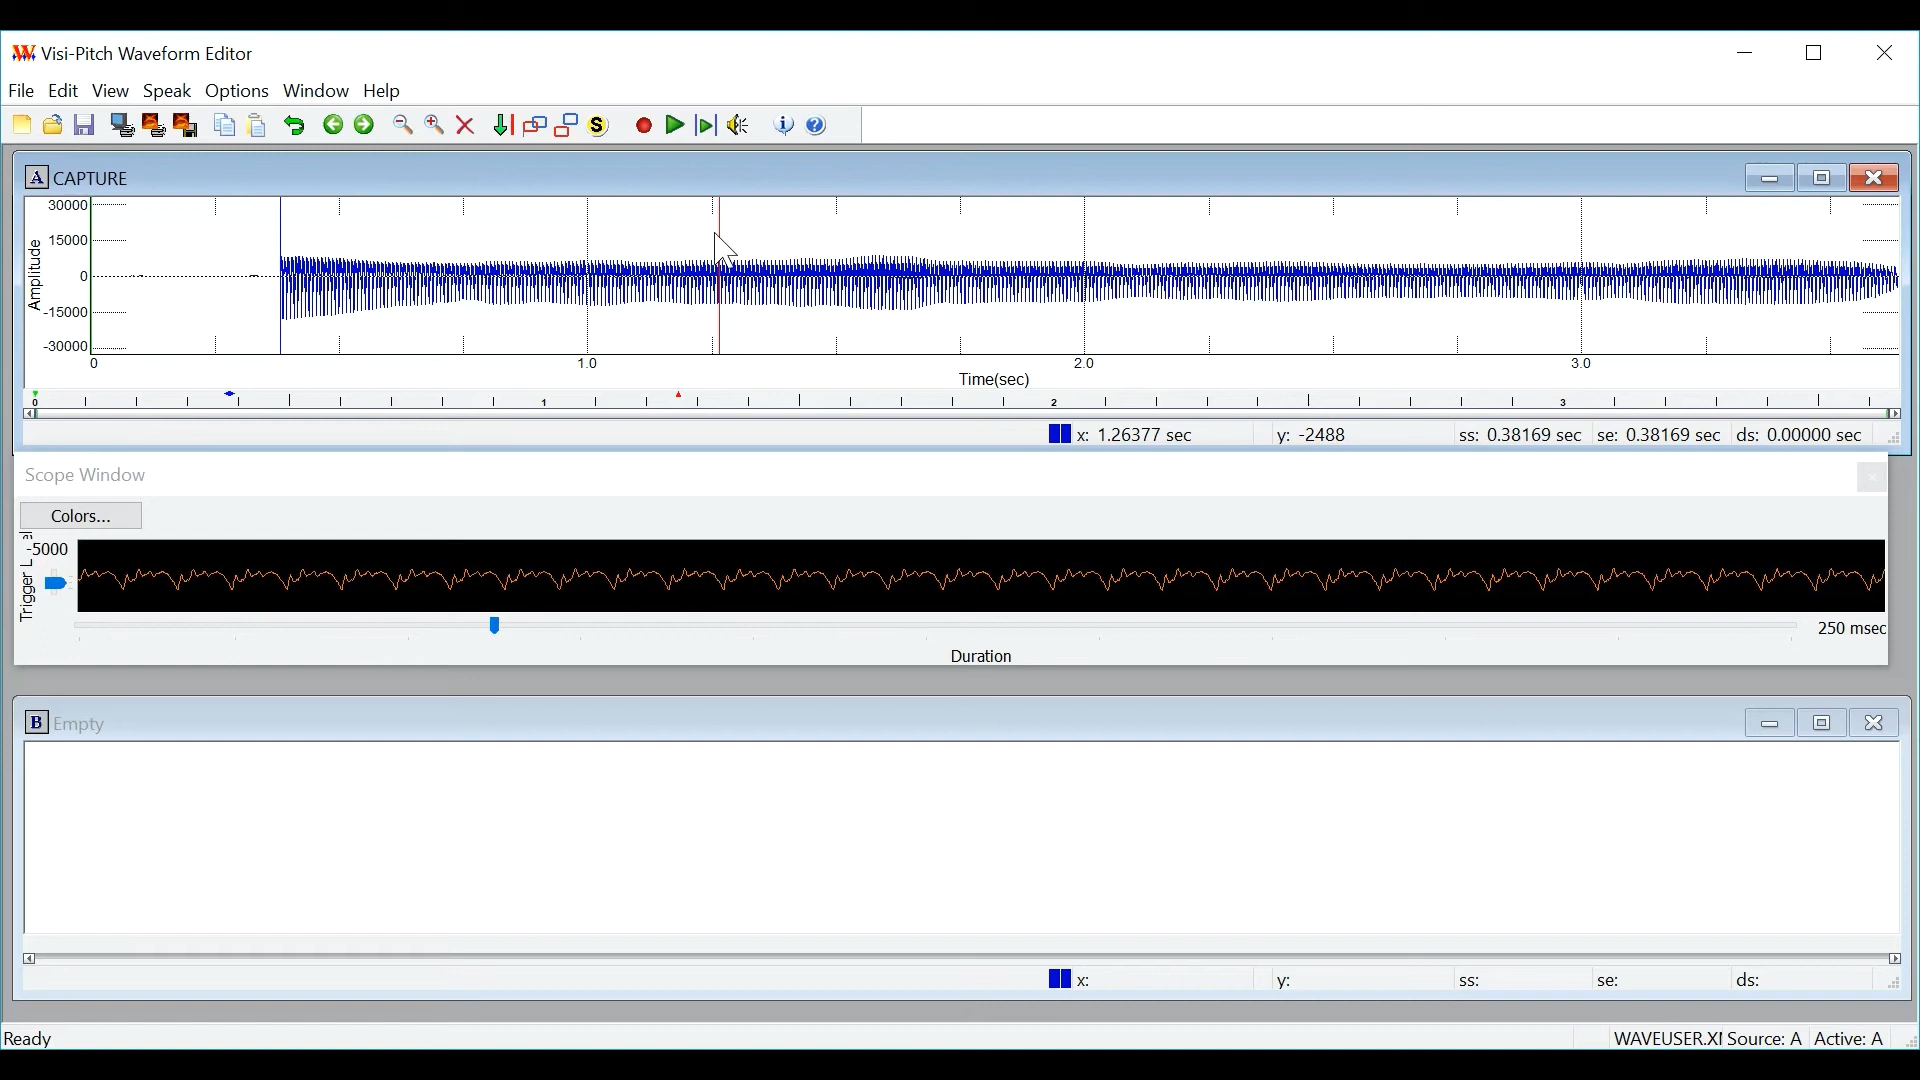 Visi-Pitch Waveform Editor
File Edit View Speak Options Window Help
S
A CAPTURE
30000
15000
0
-15000
-30000
Amplitude
0 1.0 2.0 3.0
Time(sec)
0 1 2 3
x: 1.26377 sec y: -2488 ss: 0.38169 sec se: 0.38169 sec ds: 0.00000 sec
Scope Window
Colors...
-5000
Trigger L el
250 msec
Duration
B Empty
x: y: ss: se: ds:
Ready WAVEUSER.XI Source: A Active: A